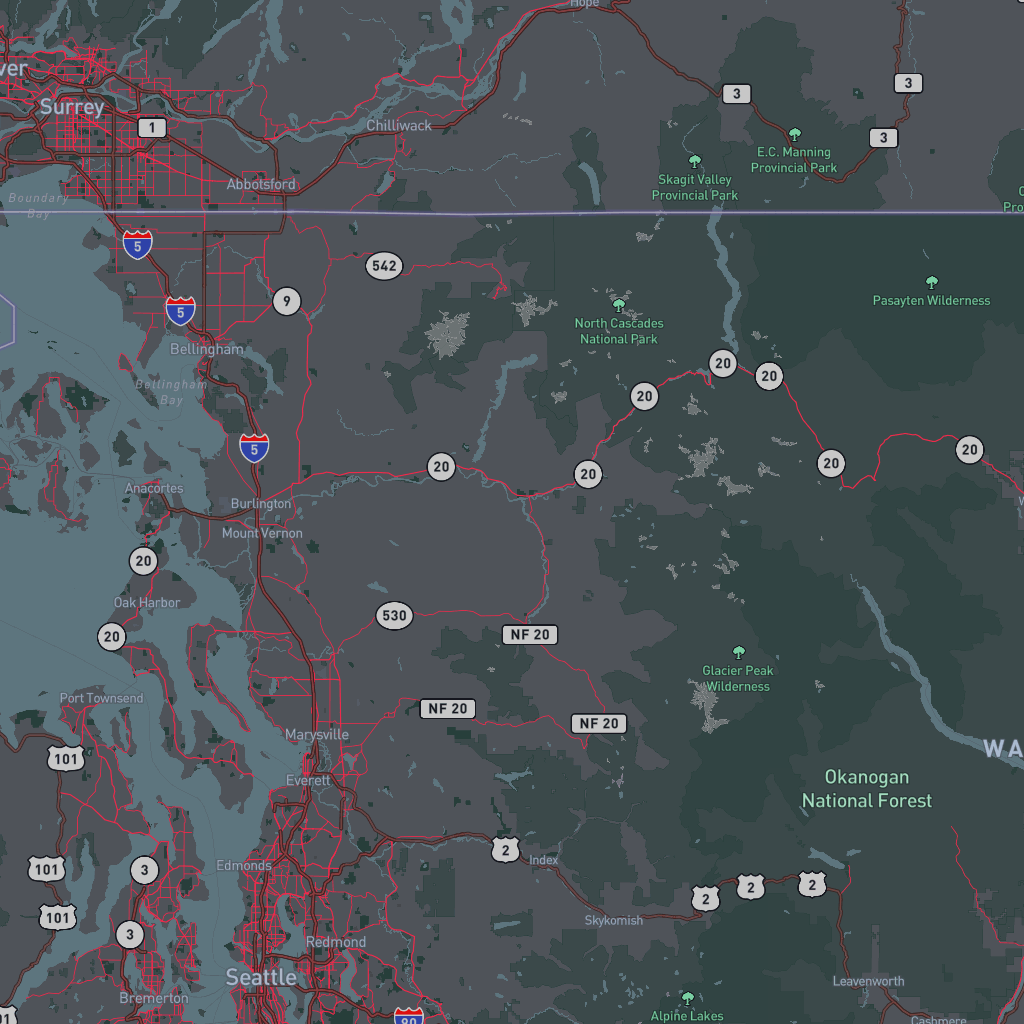 Hope
ver
Surrey
1
3
3
3
Chilliwack
E.C. Manning
Provincial Park
Skagit Valley
Provincial Park
Abbotsford
Boundary
Bay
5
542
9
5
Pasayten Wilderness
North Cascades
National Park
Bellingham
Bellingham
Bay
20
20
20
5
20
20
20
20
Anacortes
Burlington
Mount Vernon
20
Oak Harbor
530
20
NF 20
Glacier Peak
Wilderness
Port Townsend
NF 20
NF 20
Marysville
101
WA
Everett
Okanogan
National Forest
2
Index
Edmonds
101
3
2
2
2
101
Skykomish
3
Redmond
Seattle
Leavenworth
Bremerton
Alpine Lakes
90
Cashmere